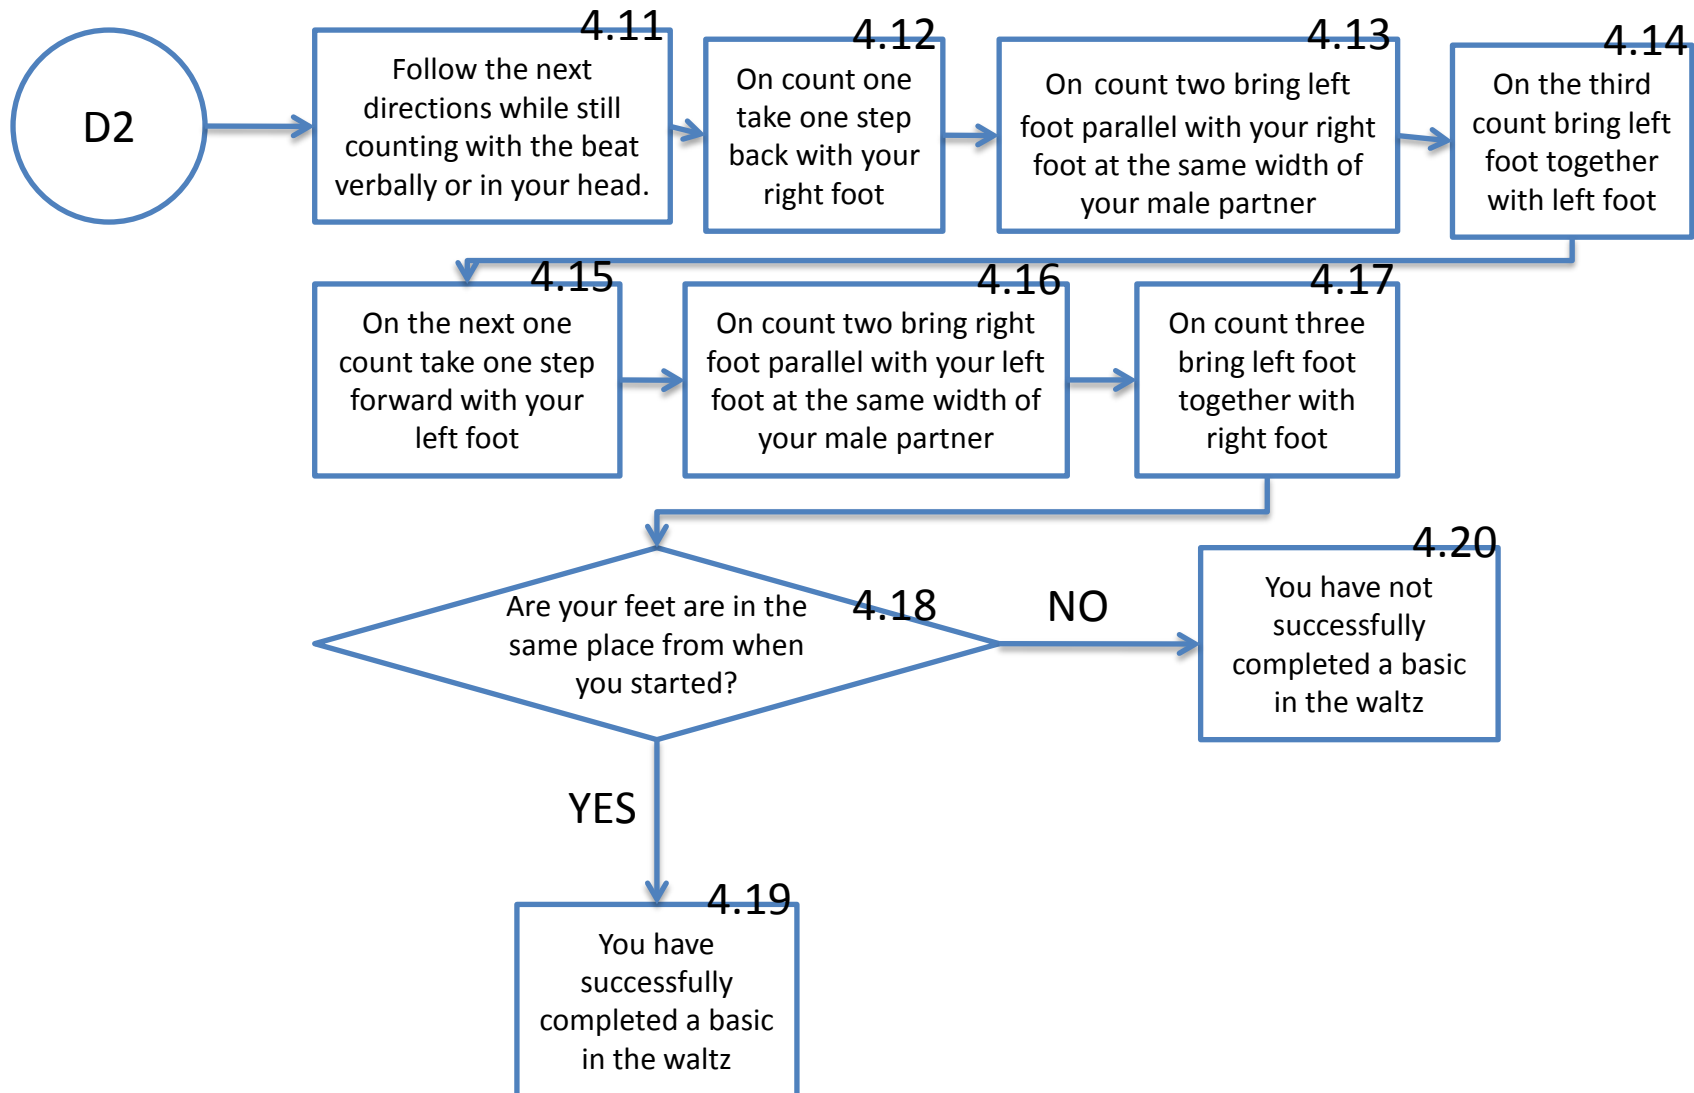 D2
4.11
Follow the next
directions while still
counting with the beat
verbally or in your head.
4.12
On count one
take one step
back with your
right foot
4.13
On count two bring left
foot parallel with your right
foot at the same width of
your male partner
4.14
On the third
count bring left
foot together
with left foot
4.15
On the next one
count take one step
forward with your
left foot
4.16
On count two bring right
foot parallel with your left
foot at the same width of
your male partner
4.17
On count three
bring left foot
together with
right foot
4.18
Are your feet are in the
same place from when
you started?
NO
4.20
You have not
successfully
completed a basic
in the waltz
YES
4.19
You have
successfully
completed a basic
in the waltz